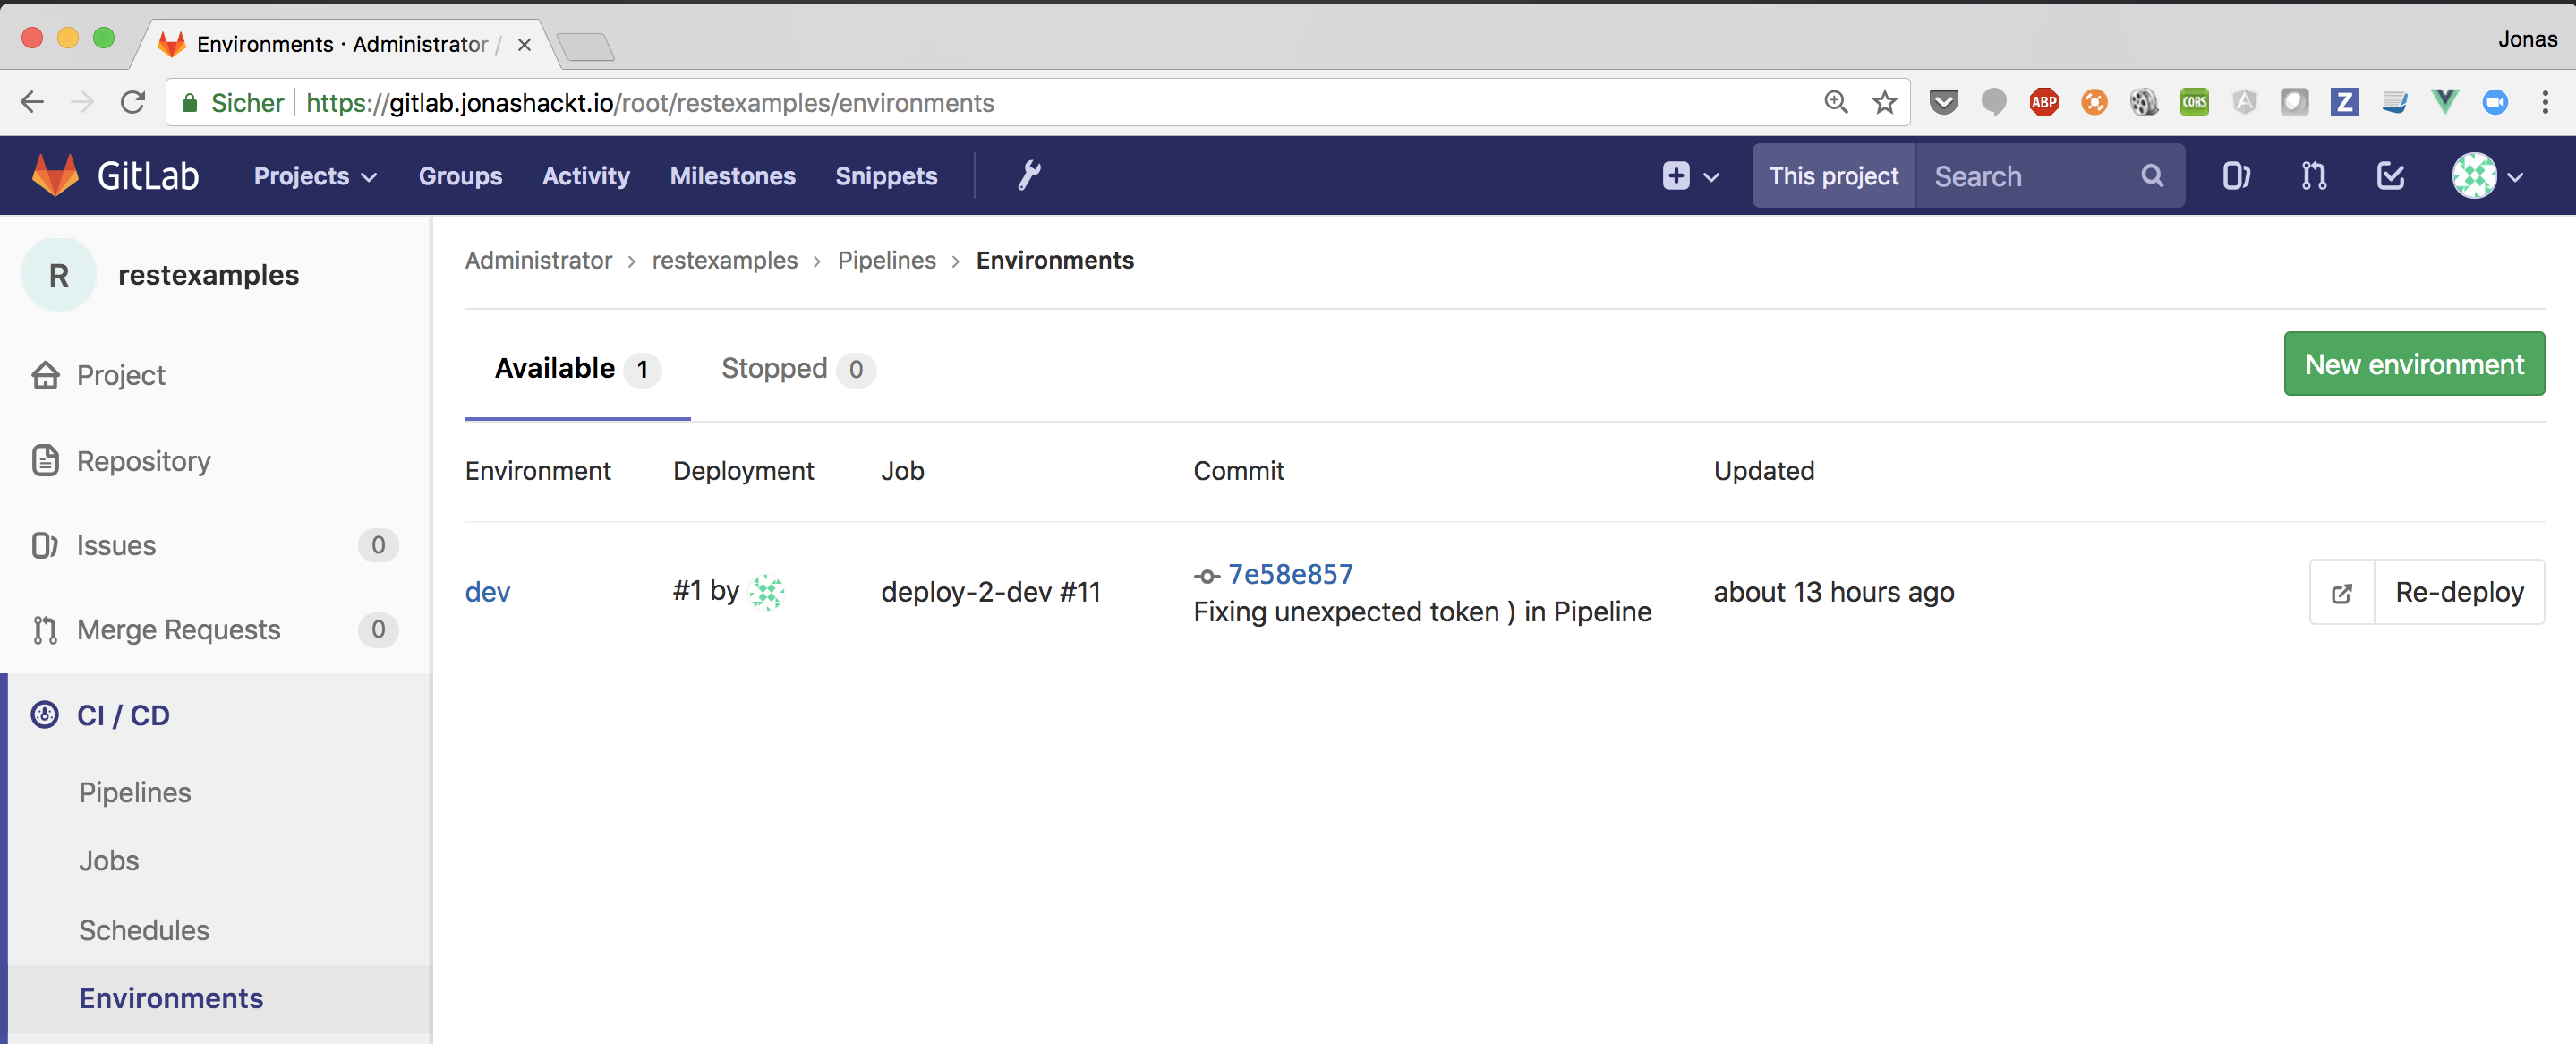 Environments · Administrator /
Jonas
Sicher https://gitlab.jonashackt.io/root/restexamples/environments
ABP
CORS
A
Z
GitLab Projects Groups Activity Milestones Snippets This project Search
R restexamples
Administrator > restexamples > Pipelines > Environments
Available 1 Stopped 0 New environment
Project
Repository
Issues 0
Merge Requests 0
CI / CD
Pipelines
Jobs
Schedules
Environments
Environment Deployment Job Commit Updated
dev #1 by deploy-2-dev #11 7e58e857
Fixing unexpected token ) in Pipeline about 13 hours ago Re-deploy